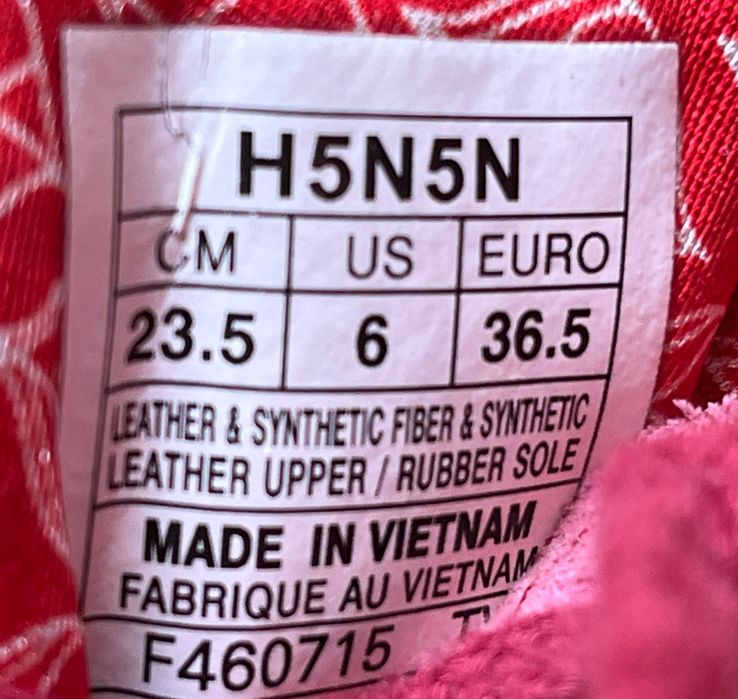 H5N5N
CM US EURO
23.5 6 36.5
LEATHER & SYNTHETIC FIBER & SYNTHETIC
LEATHER UPPER / RUBBER SOLE
MADE IN VIETNAM
FABRIQUE AU VIETNAM
F460715